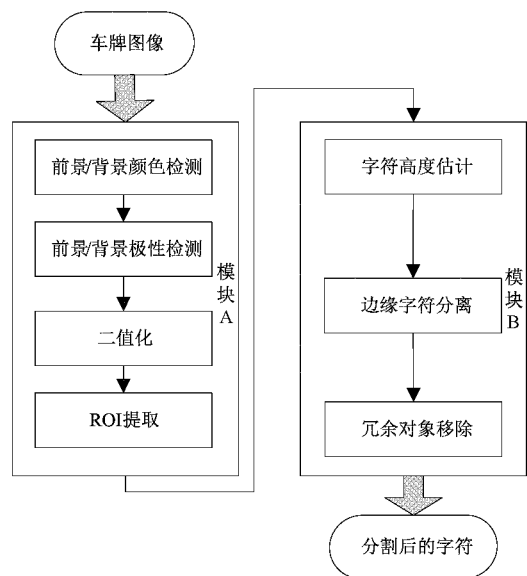 车牌图像
前景/背景颜色检测
前景/背景极性检测
二值化
ROI提取
模块A
字符高度估计
边缘字符分离
冗余对象移除
模块B
分割后的字符